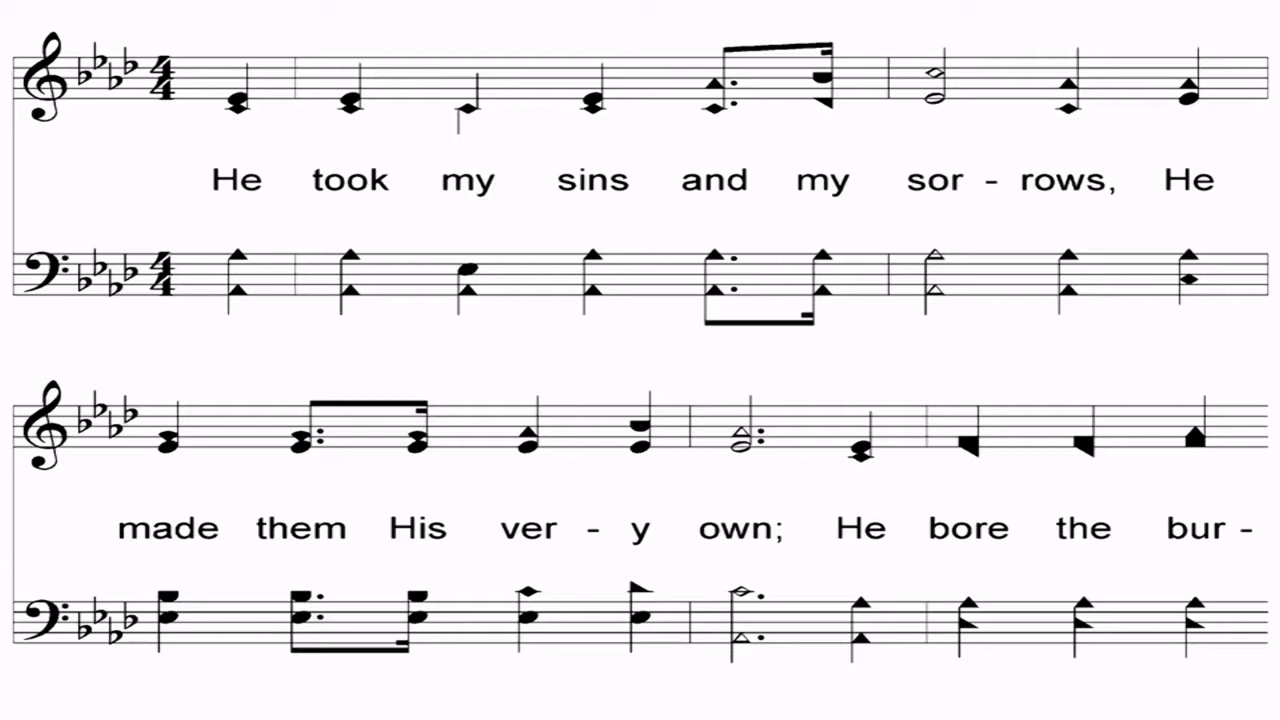 He took my sins and my sor - rows, He
made them His ver - y own; He bore the bur -